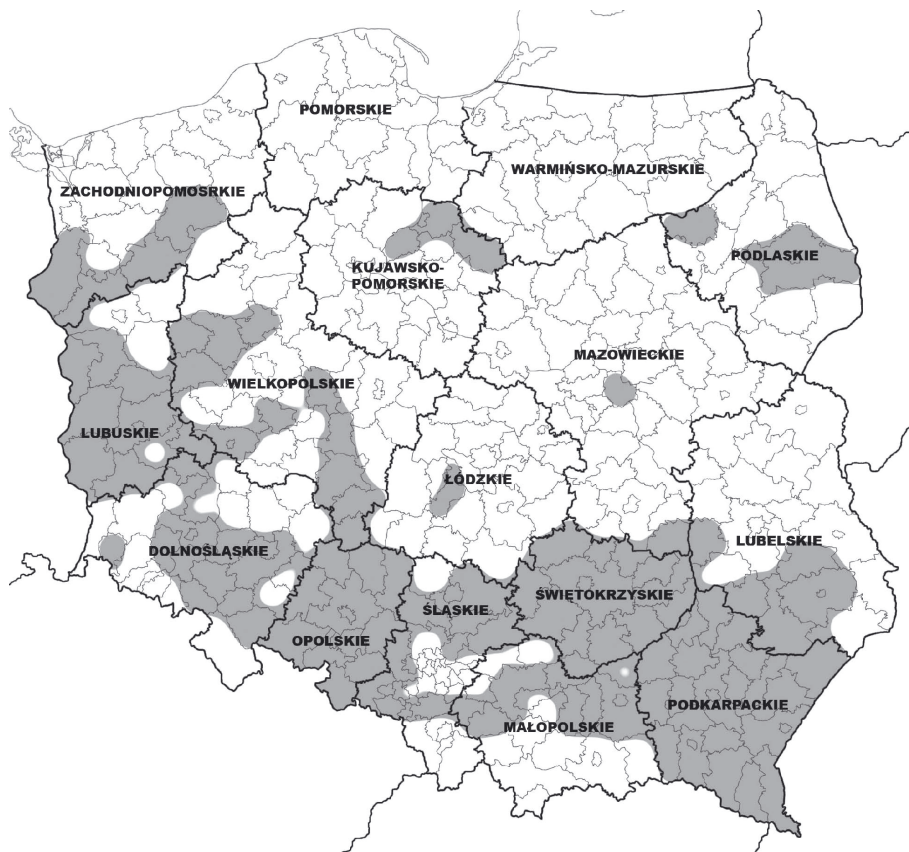 POMORSKIE
WARMIŃSKO-MAZURSKIE
ZACHODNIOPOMOSRKIE
PODLASKIE
KUJAWSKO-
POMORSKIE
MAZOWIECKIE
WIELKOPOLSKIE
LUBUSKIE
ŁÓDZKIE
DOLNOŚLĄSKIE
LUBELSKIE
ŚWIĘTOKRZYSKIE
ŚLĄSKIE
OPOLSKIE
PODKARPACKIE
MAŁOPOLSKIE